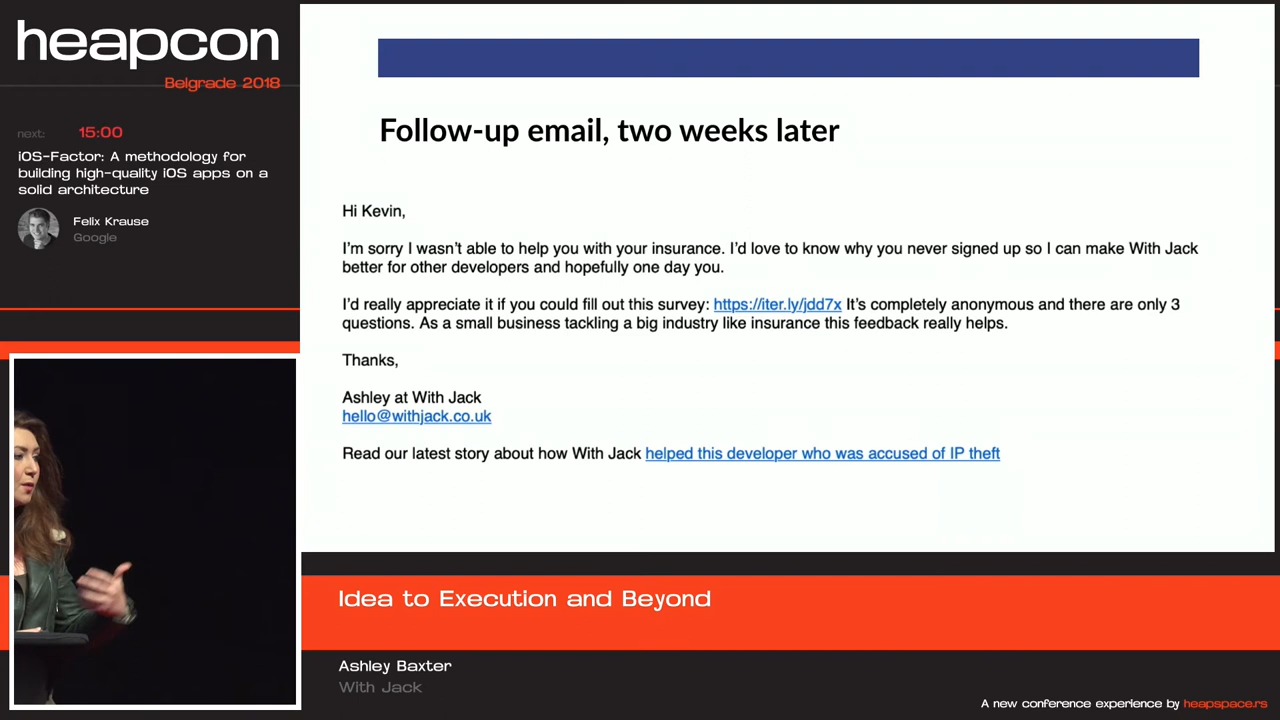 heapcon
Belgrade 2018
next: 15:00
iOS-Factor: A methodology for
building high-quality iOS apps on a
solid architecture
Felix Krause
Google
Follow-up email, two weeks later
Hi Kevin,
I'm sorry I wasn't able to help you with your insurance. I'd love to know why you never signed up so I can make With Jack
better for other developers and hopefully one day you.
I'd really appreciate it if you could fill out this survey: https://iter.ly/jdd7x It's completely anonymous and there are only 3
questions. As a small business tackling a big industry like insurance this feedback really helps.
Thanks,
Ashley at With Jack
hello@withjack.co.uk
Read our latest story about how With Jack helped this developer who was accused of IP theft
Idea to Execution and Beyond
Ashley Baxter
With Jack
A new conference experience by heapspace.rs